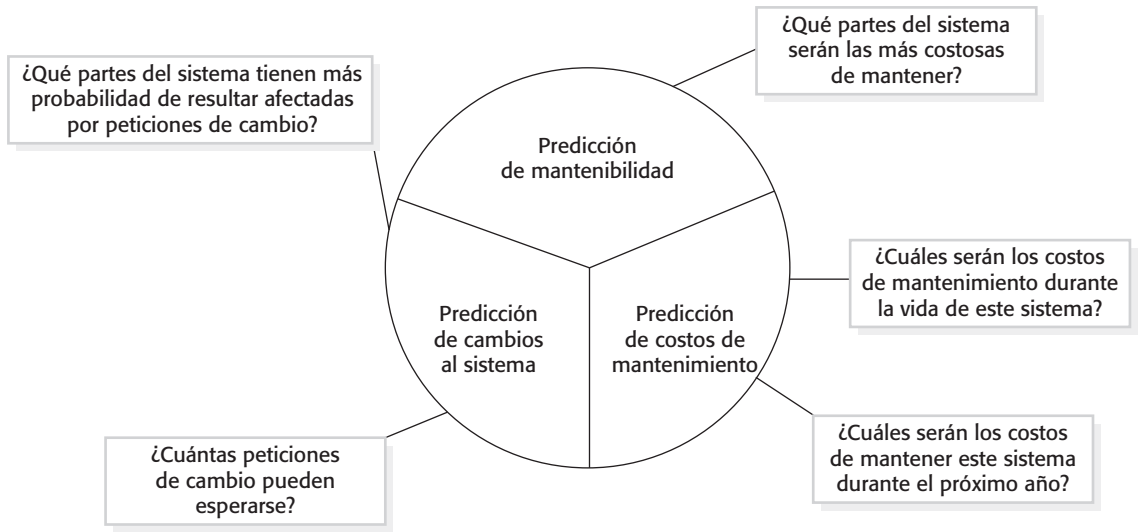 ¿Qué partes del sistema
serán las más costosas
de mantener?
¿Qué partes del sistema tienen más
probabilidad de resultar afectadas
por peticiones de cambio?
Predicción
de mantenibilidad
¿Cuáles serán los costos
de mantenimiento durante
la vida de este sistema?
Predicción
de cambios
al sistema
Predicción
de costos de
mantenimiento
¿Cuáles serán los costos
de mantener este sistema
durante el próximo año?
¿Cuántas peticiones
de cambio pueden
esperarse?